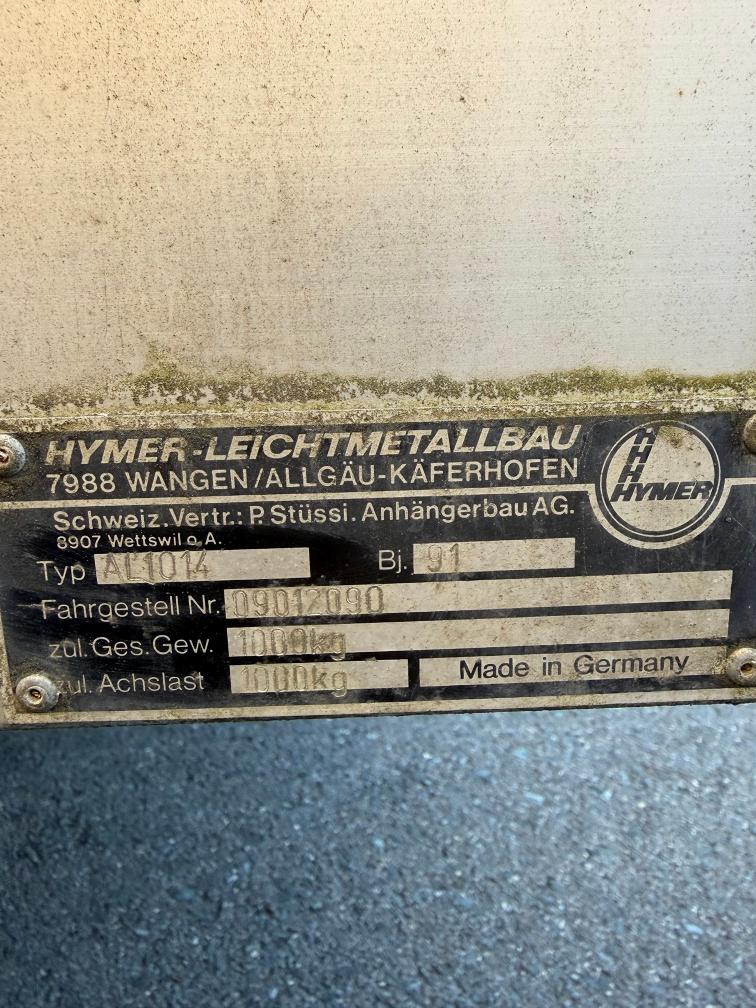 HYMER-LEICHTMETALLBAU
7988 WANGEN/ALLGÄU-KÄFERHOFEN
HYMER
Schweiz.Vertr.: P. Stüssi. Anhängerbau AG.
8907 Wettswil a. A.
Typ AL1014 Bj. 91
Fahrgestell Nr. 09012090
zul. Ges. Gew. 1000kg
zul. Achslast 1000kg Made in Germany